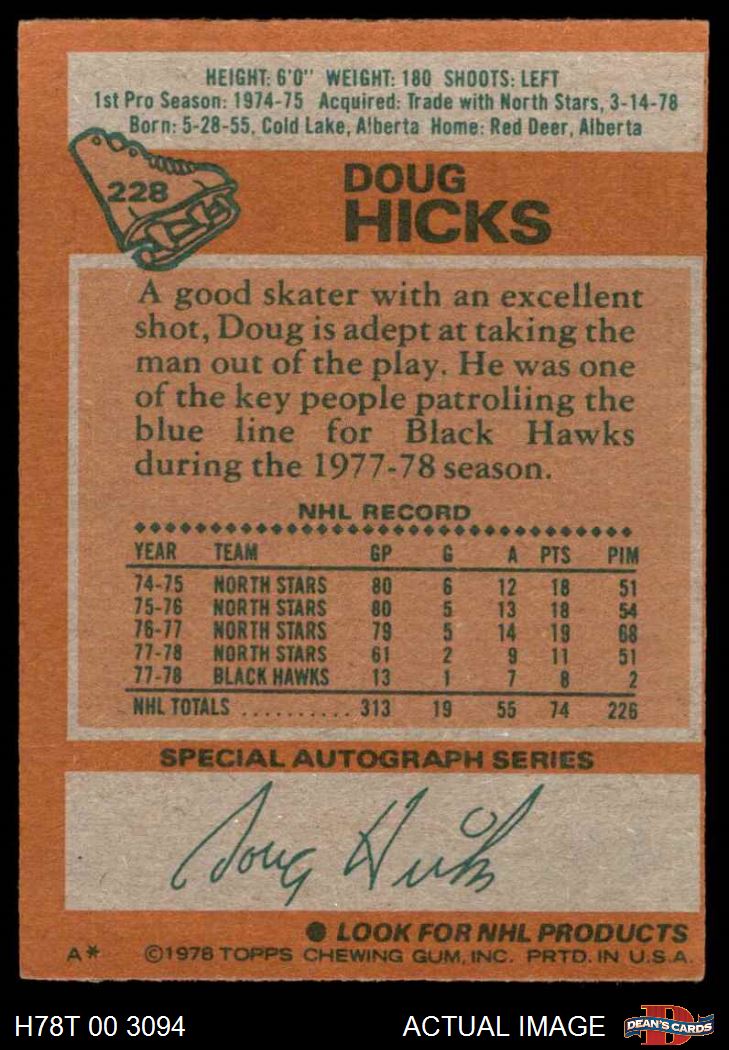 HEIGHT: 6'0" WEIGHT: 180 SHOOTS: LEFT
1st Pro Season: 1974-75 Acquired: Trade with North Stars, 3-14-78
Born: 5-28-55, Cold Lake, Alberta Home: Red Deer, Alberta
228
DOUG
HICKS
A good skater with an excellent
shot, Doug is adept at taking the
man out of the play. He was one
of the key people patroliing the
blue line for Black Hawks
during the 1977-78 season.
NHL RECORD
YEAR TEAM GP G A PTS PIM
74-75 NORTH STARS 80 6 12 18 51
75-76 NORTH STARS 80 5 13 18 54
76-77 NORTH STARS 79 5 14 19 68
77-78 NORTH STARS 61 2 9 11 51
77-78 BLACK HAWKS 13 1 7 8 2
NHL TOTALS .......... 313 19 55 74 226
SPECIAL AUTOGRAPH SERIES
Doug Hicks
● LOOK FOR NHL PRODUCTS
A* ©1978 TOPPS CHEWING GUM, INC. PRTD. IN U.S.A.
H78T 00 3094 ACTUAL IMAGE D DEAN'S CARDS